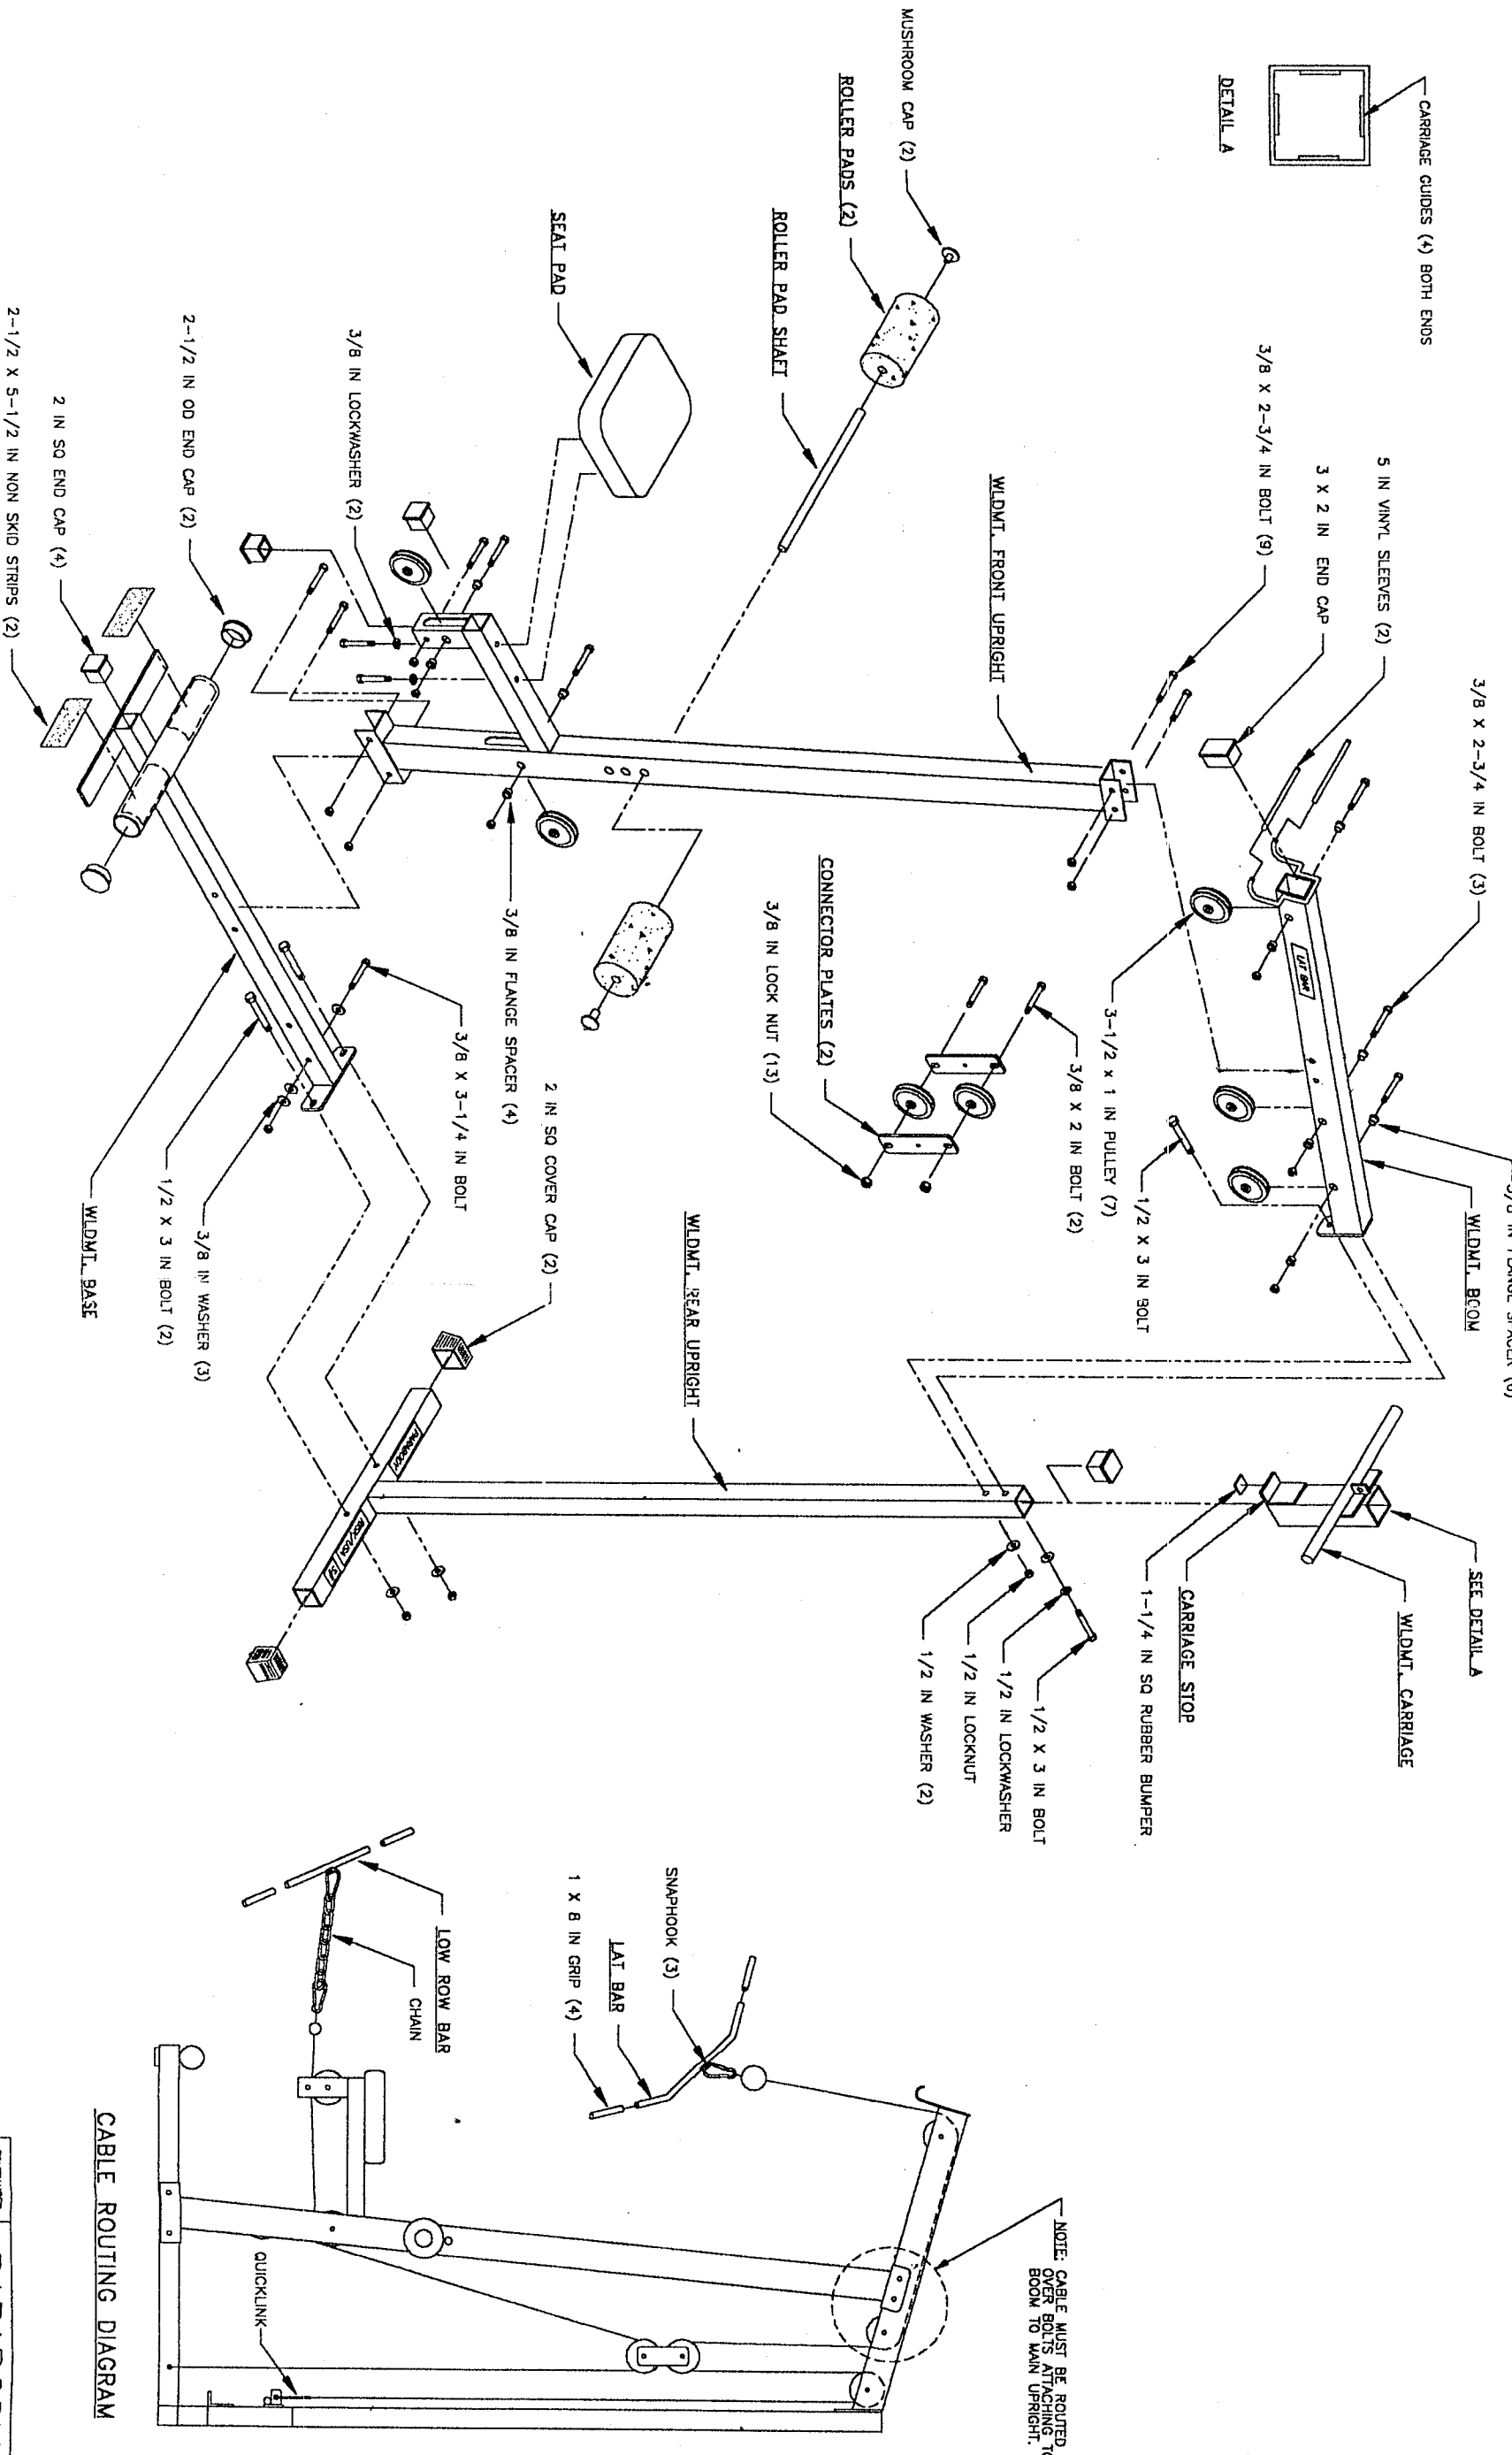 CARRIAGE GUIDES (4) BOTH ENDS
DETAIL A
MUSHROOM CAP (2)
ROLLER PADS (2)
ROLLER PAD SHAFT
SEAT PAD
3/8 IN LOCKWASHER (2)
2-1/2 IN OD END CAP (2)
2 IN SQ END CAP (4)
2-1/2 X 5-1/2 IN NON SKID STRIPS (2)
3/8 X 2-3/4 IN BOLT (3)
5 IN VINYL SLEEVES (2)
3 X 2 IN END CAP
3/8 X 2-3/4 IN BOLT (9)
WLDMT. FRONT UPRIGHT
LAT BAR
WLDMT. BOOM
1/2 X 3 IN BOLT
3-1/2 x 1 IN PULLEY (7)
3/8 X 2 IN BOLT (2)
CONNECTOR PLATES (2)
3/8 IN LOCK NUT (13)
3/8 IN FLANGE SPACER (4)
3/8 X 3-1/4 IN BOLT
3/8 IN WASHER (3)
1/2 X 3 IN BOLT (2)
WLDMT. BASE
2 IN SQ COVER CAP (2)
WLDMT. REAR UPRIGHT
PARABODY
SEE DETAIL A
WLDMT. CARRIAGE
CARRIAGE STOP
1-1/4 IN SQ RUBBER BUMPER
1/2 X 3 IN BOLT
1/2 IN LOCKWASHER
1/2 IN LOCKNUT
1/2 IN WASHER (2)
SNAPHOOK (3)
LAT BAR
1 X 8 IN GRIP (4)
LOW ROW BAR
CHAIN
QUICKLINK
NOTE: CABLE MUST BE ROUTED
OVER BOLTS ATTACHING TO
BOOM TO MAIN UPRIGHT.
CABLE ROUTING DIAGRAM